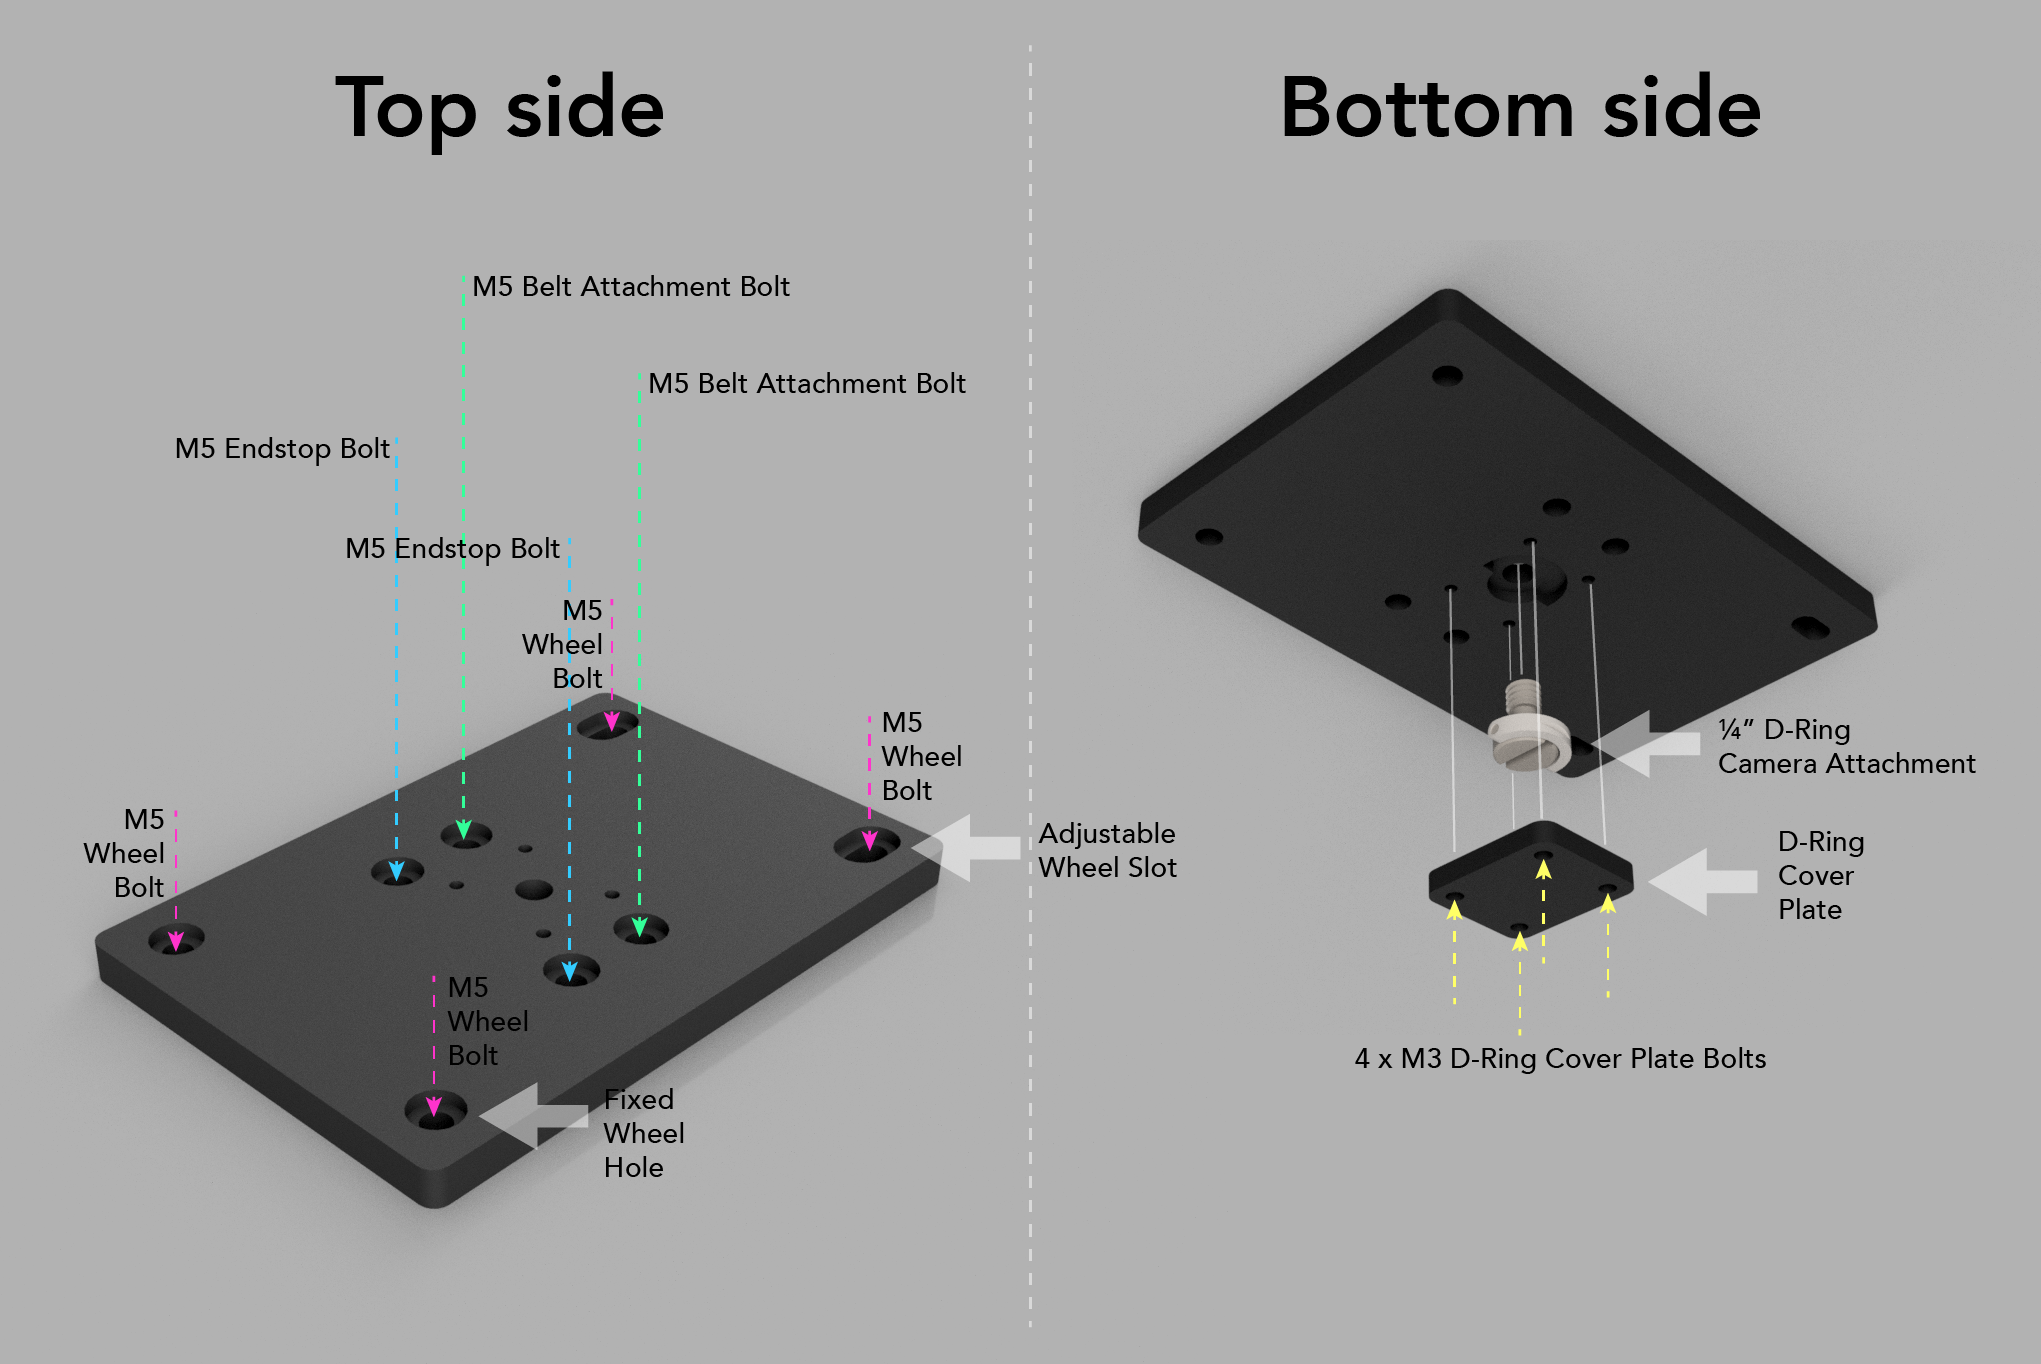 Top side
M5 Belt Attachment Bolt
M5 Belt Attachment Bolt
M5 Endstop Bolt
M5 Endstop Bolt
M5
Wheel
Bolt
M5
Wheel
Bolt
M5
Wheel
Bolt
Adjustable
Wheel Slot
M5
Wheel
Bolt
Fixed
Wheel
Hole
Bottom side
¼” D-Ring
Camera Attachment
D-Ring
Cover
Plate
4 x M3 D-Ring Cover Plate Bolts